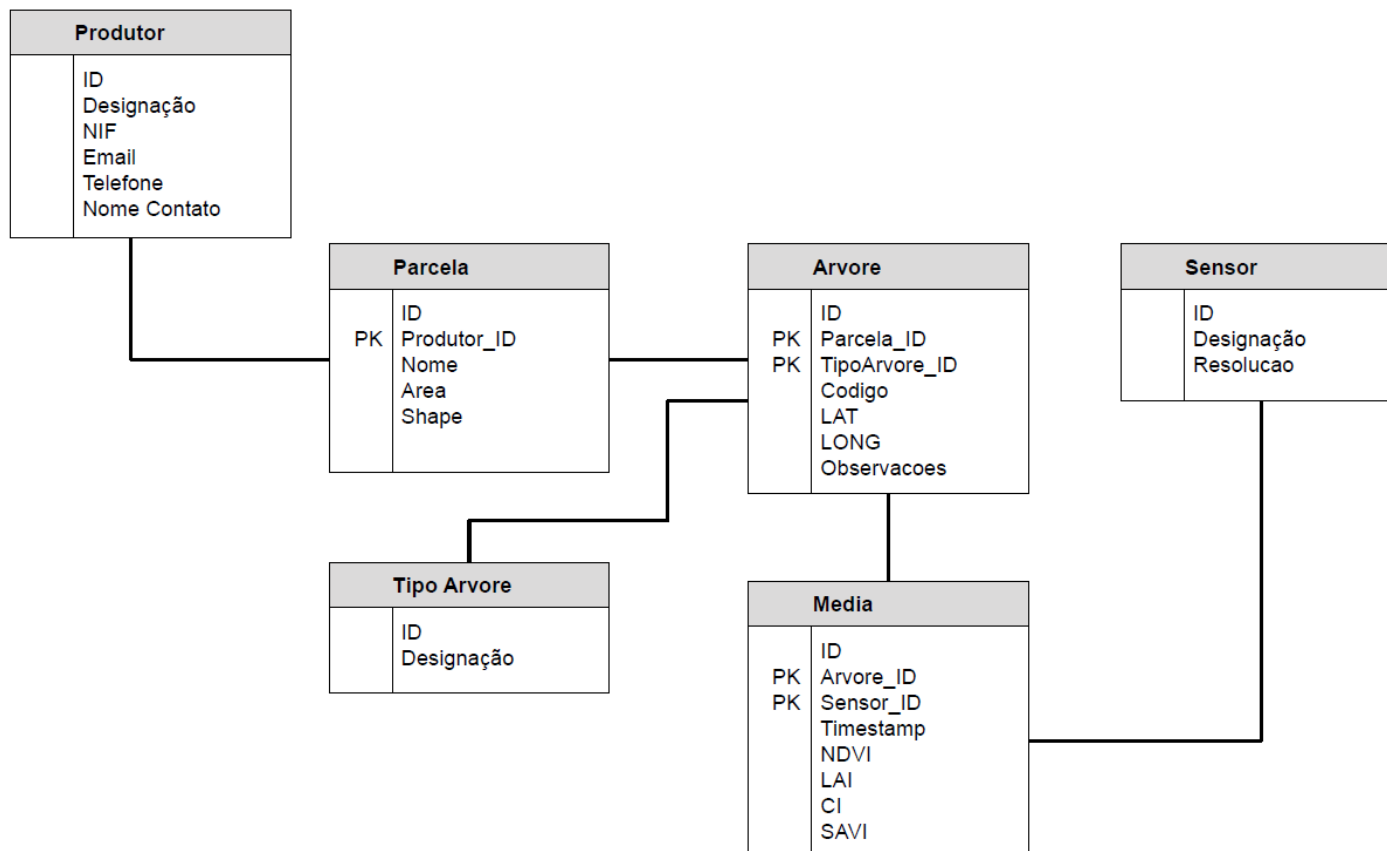 Produtor
ID
Designação
NIF
Email
Telefone
Nome Contato
Parcela
ID
PK Produtor_ID
Nome
Area
Shape
Arvore
ID
PK Parcela_ID
PK TipoArvore_ID
Codigo
LAT
LONG
Observacoes
Sensor
ID
Designação
Resolucao
Tipo Arvore
ID
Designação
Media
ID
PK Arvore_ID
PK Sensor_ID
Timestamp
NDVI
LAI
CI
SAVI